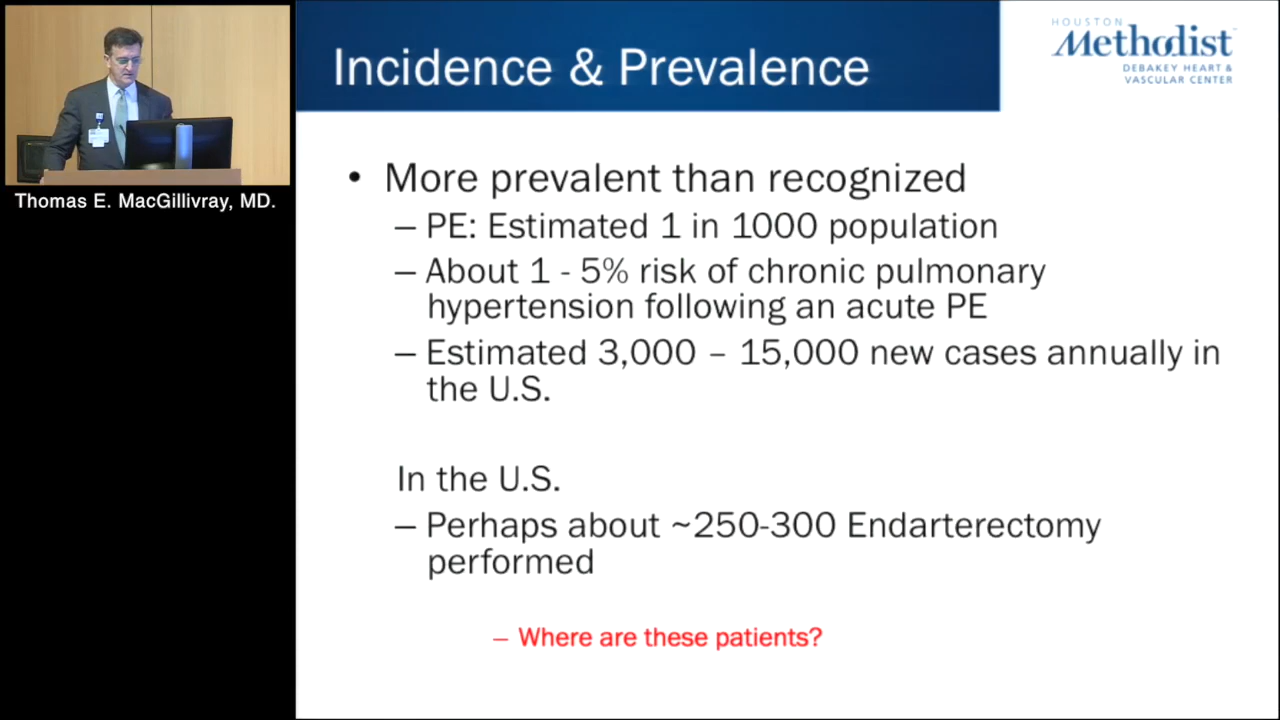 Incidence & Prevalence
HOUSTON
Methodist
DEBAKEY HEART &
VASCULAR CENTER
Thomas E. MacGillivray, MD.
• More prevalent than recognized
– PE: Estimated 1 in 1000 population
– About 1 - 5% risk of chronic pulmonary
hypertension following an acute PE
– Estimated 3,000 – 15,000 new cases annually in
the U.S.
In the U.S.
– Perhaps about ~250-300 Endarterectomy
performed
– Where are these patients?